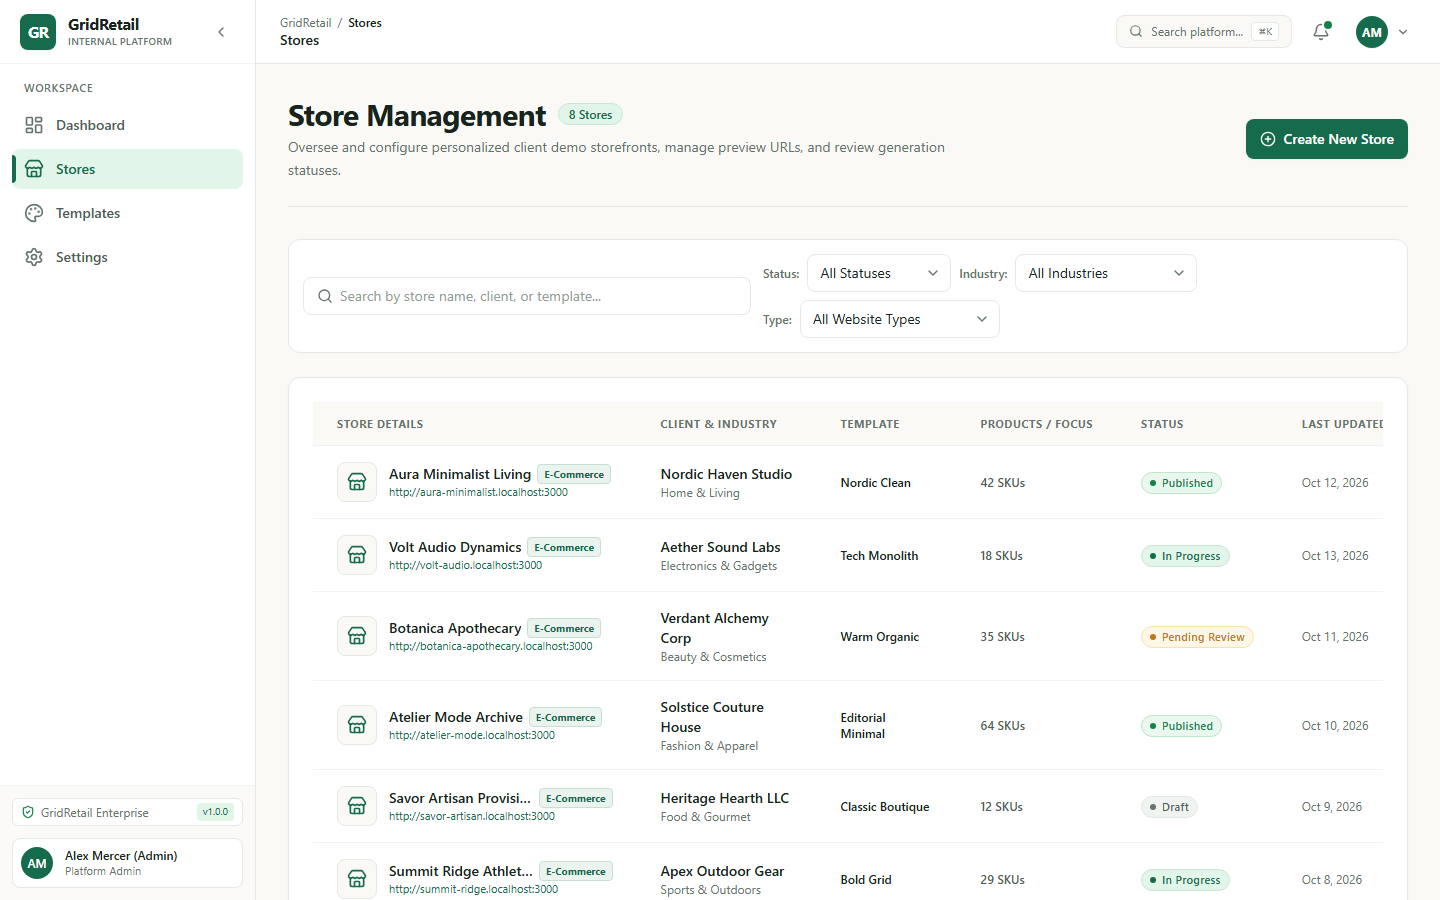 GR
GridRetail
INTERNAL PLATFORM
WORKSPACE
Dashboard
Stores
Templates
Settings
GridRetail Enterprise v1.0.0
AM
Alex Mercer (Admin)
Platform Admin
GridRetail / Stores
Stores
Search platform... ⌘K
AM
Store Management 8 Stores
Oversee and configure personalized client demo storefronts, manage preview URLs, and review generation
statuses.
Create New Store
Search by store name, client, or template...
Status: All Statuses Industry: All Industries
Type: All Website Types
STORE DETAILS CLIENT & INDUSTRY TEMPLATE PRODUCTS / FOCUS STATUS LAST UPDATED
Aura Minimalist Living E-Commerce
http://aura-minimalist.localhost:3000
Nordic Haven Studio
Home & Living
Nordic Clean
42 SKUs
Published
Oct 12, 2026
Volt Audio Dynamics E-Commerce
http://volt-audio.localhost:3000
Aether Sound Labs
Electronics & Gadgets
Tech Monolith
18 SKUs
In Progress
Oct 13, 2026
Botanica Apothecary E-Commerce
http://botanica-apothecary.localhost:3000
Verdant Alchemy
Corp
Beauty & Cosmetics
Warm Organic
35 SKUs
Pending Review
Oct 11, 2026
Atelier Mode Archive E-Commerce
http://atelier-mode.localhost:3000
Solstice Couture
House
Fashion & Apparel
Editorial
Minimal
64 SKUs
Published
Oct 10, 2026
Savor Artisan Provisi... E-Commerce
http://savor-artisan.localhost:3000
Heritage Hearth LLC
Food & Gourmet
Classic Boutique
12 SKUs
Draft
Oct 9, 2026
Summit Ridge Athlet... E-Commerce
http://summit-ridge.localhost:3000
Apex Outdoor Gear
Sports & Outdoors
Bold Grid
29 SKUs
In Progress
Oct 8, 2026